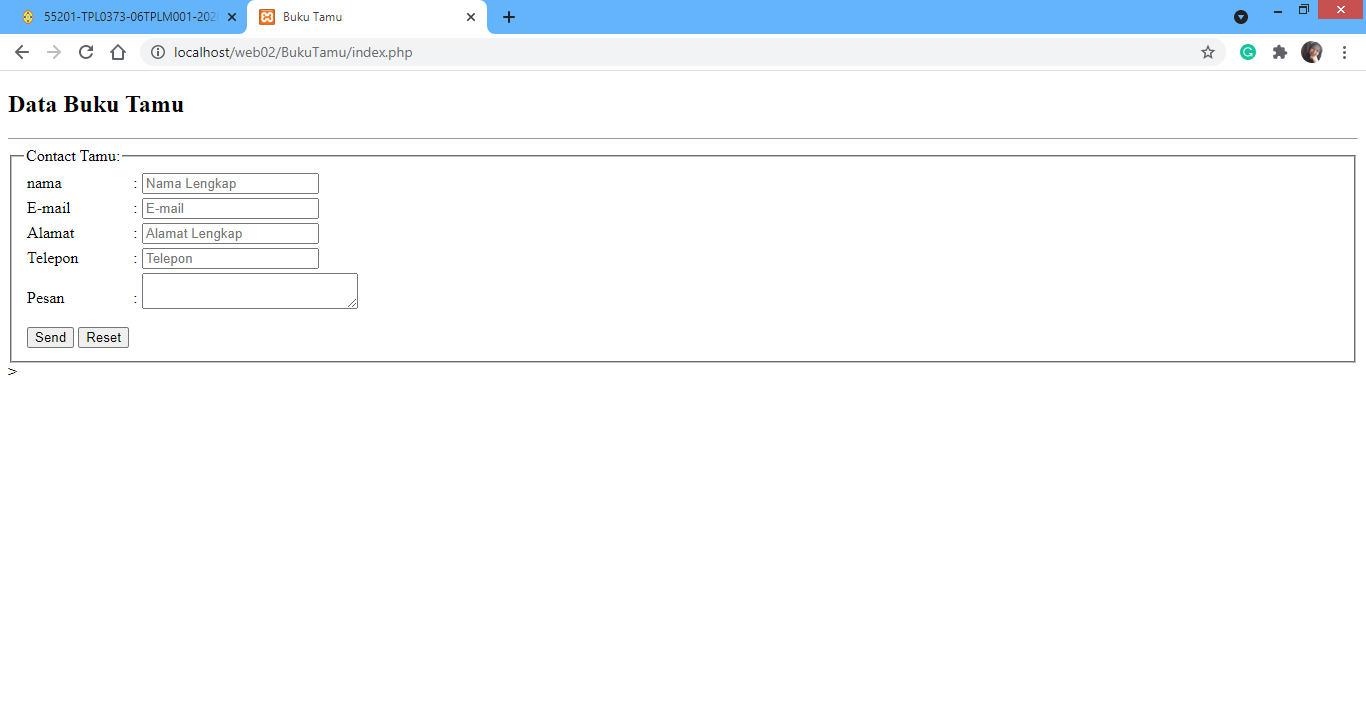 55201-TPL0373-06TPLM001-202
Buku Tamu
localhost/web02/BukuTamu/index.php
Data Buku Tamu
Contact Tamu:
nama : Nama Lengkap
E-mail : E-mail
Alamat : Alamat Lengkap
Telepon : Telepon
Pesan :
Send Reset
>